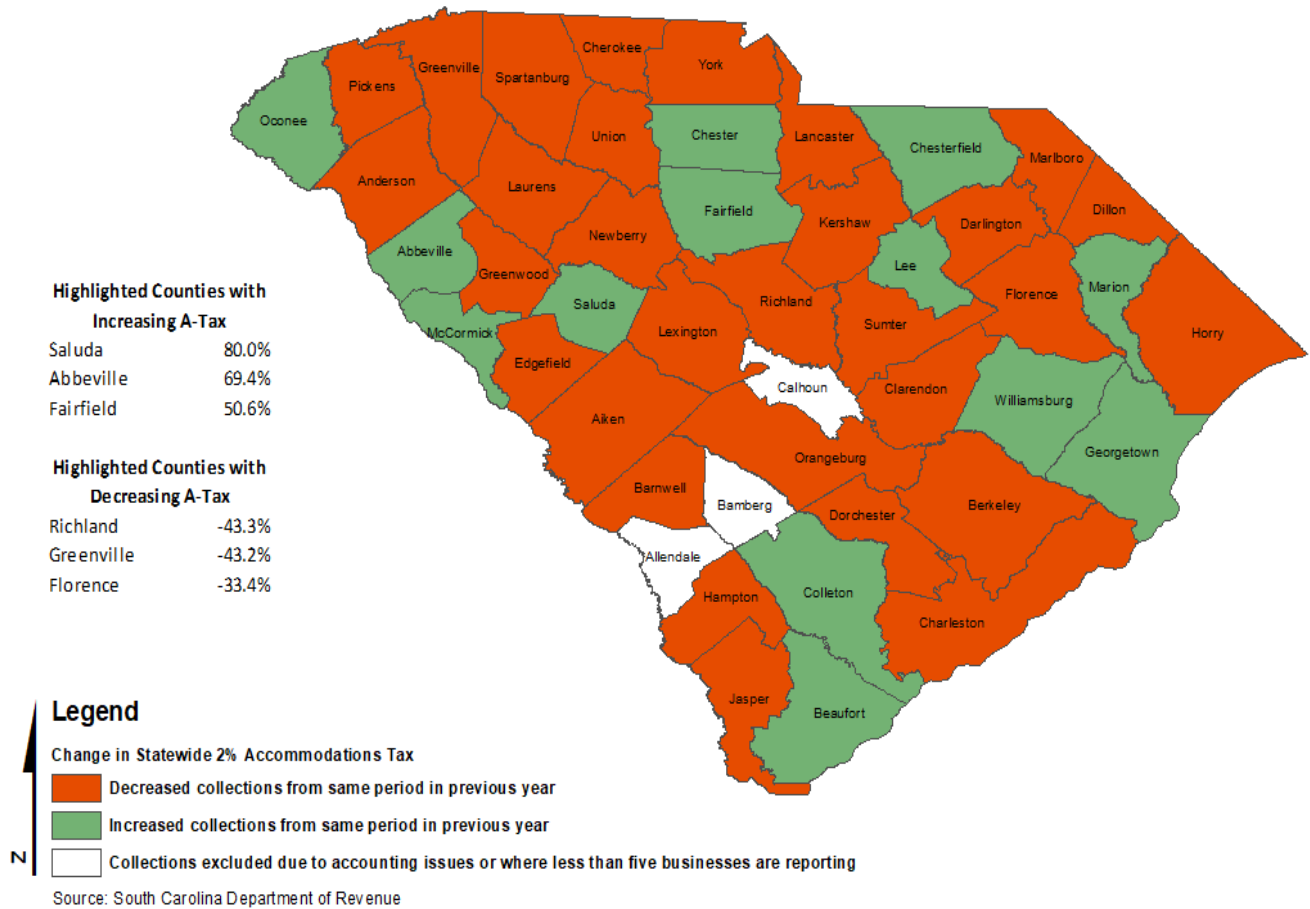 Cherokee
York
Greenville
Spartanburg
Pickens
Oconee
Union
Chester
Lancaster
Chesterfield
Marlboro
Anderson
Laurens
Fairfield
Kershaw
Darlington
Dillon
Newberry
Abbeville
Greenwood
Lee
Marion
Saluda
Richland
Florence
McCormick
Lexington
Sumter
Horry
Edgefield
Calhoun
Clarendon
Williamsburg
Aiken
Georgetown
Orangeburg
Barnwell
Bamberg
Dorchester
Berkeley
Allendale
Hampton
Colleton
Charleston
Jasper
Beaufort
Highlighted Counties with
Increasing A-Tax
Saluda 80.0%
Abbeville 69.4%
Fairfield 50.6%
Highlighted Counties with
Decreasing A-Tax
Richland -43.3%
Greenville -43.2%
Florence -33.4%
Legend
Change in Statewide 2% Accommodations Tax
Decreased collections from same period in previous year
Increased collections from same period in previous year
Z Collections excluded due to accounting issues or where less than five businesses are reporting
Source: South Carolina Department of Revenue